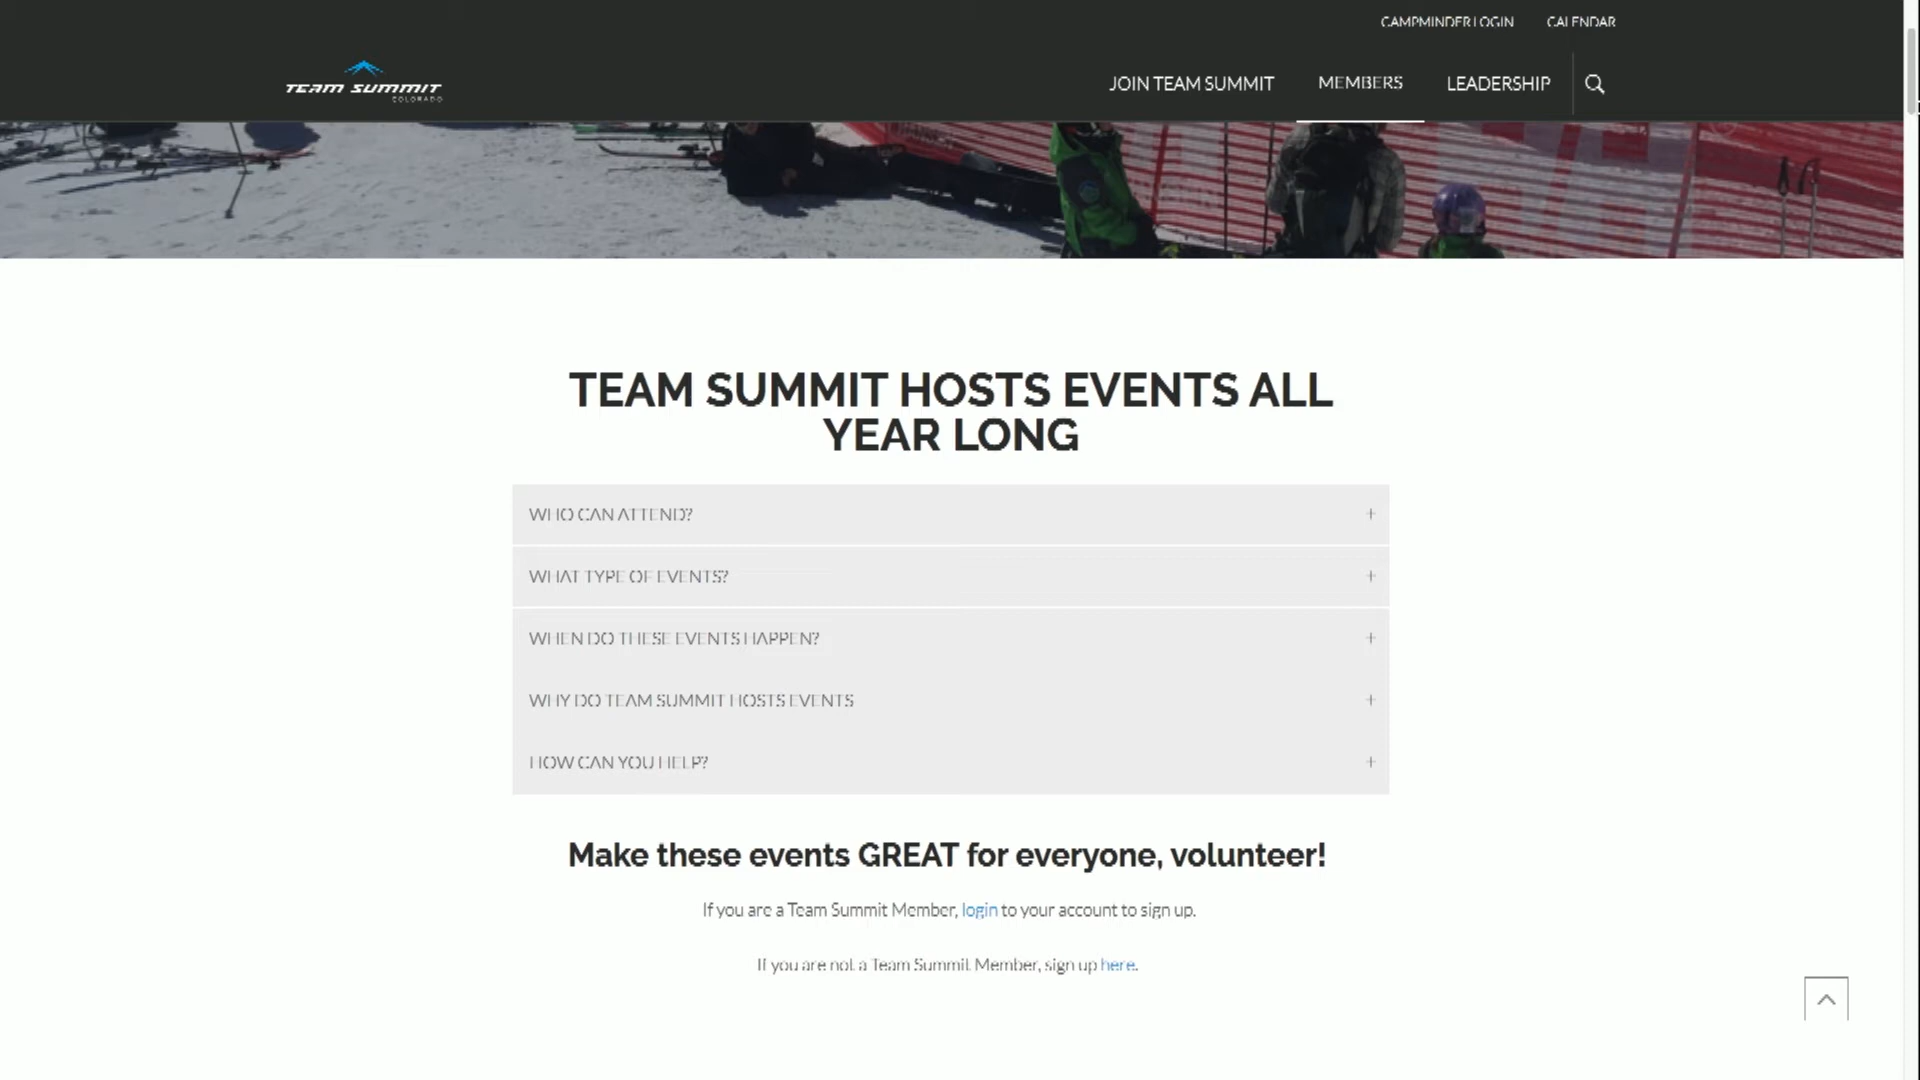 CAMPMINDER LOGIN CALENDAR
TEAM SUMMIT
COLORADO
JOIN TEAM SUMMIT MEMBERS LEADERSHIP
TEAM SUMMIT HOSTS EVENTS ALL
YEAR LONG
WHO CAN ATTEND? +
WHAT TYPE OF EVENTS? +
WHEN DO THESE EVENTS HAPPEN? +
WHY DO TEAM SUMMIT HOSTS EVENTS +
HOW CAN YOU HELP? +
Make these events GREAT for everyone, volunteer!
If you are a Team Summit Member, login to your account to sign up.
If you are not a Team Summit Member, sign up here.